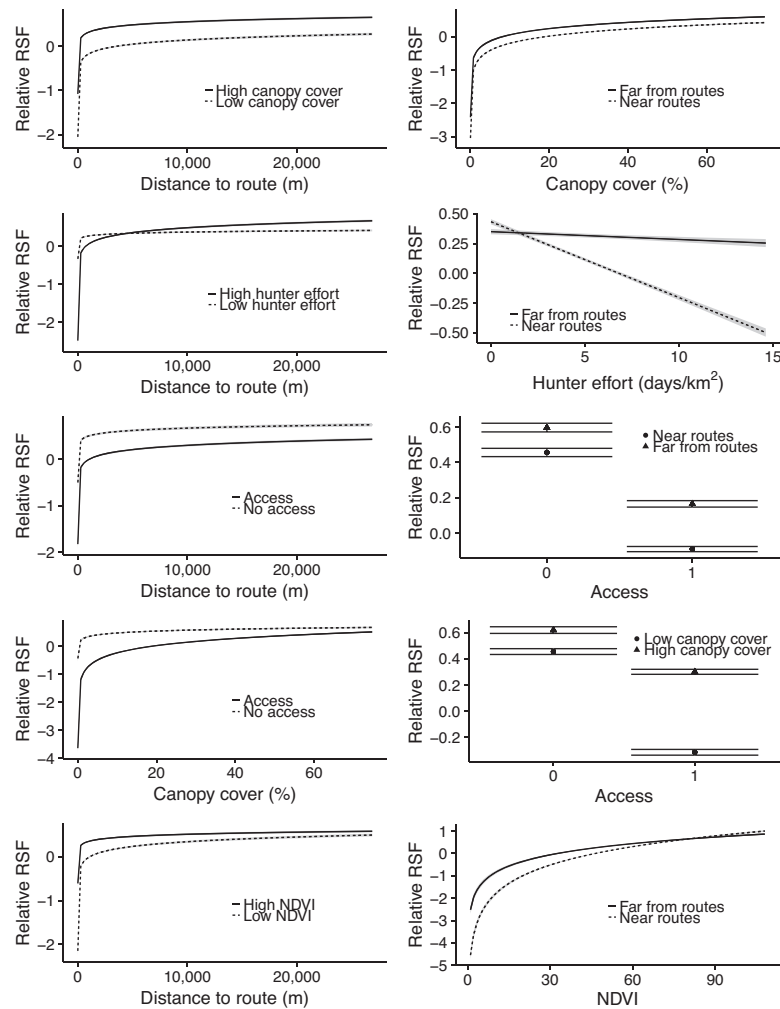 Relative RSF
0
−1
−2
High canopy cover
Low canopy cover
0 10,000 20,000
Distance to route (m)
Relative RSF
1
0
−1
−2
−3
Far from routes
Near routes
0 20 40 60
Canopy cover (%)
Relative RSF
0
−1
−2
High hunter effort
Low hunter effort
0 10,000 20,000
Distance to route (m)
Relative RSF
0.50
0.25
0.00
−0.25
−0.50
Far from routes
Near routes
0 5 10 15
Hunter effort (days/km²)
Relative RSF
0
−1
−2
Access
No access
0 10,000 20,000
Distance to route (m)
Relative RSF
0.6
0.4
0.2
0.0
Near routes
Far from routes
0 1
Access
Relative RSF
1
0
−1
−2
−3
−4
Access
No access
0 20 40 60
Canopy cover (%)
Relative RSF
0.6
0.4
0.2
0.0
−0.2
Low canopy cover
High canopy cover
0 1
Access
Relative RSF
0
−1
−2
High NDVI
Low NDVI
0 10,000 20,000
Distance to route (m)
Relative RSF
1
0
−1
−2
−3
−4
−5
Far from routes
Near routes
0 30 60 90
NDVI